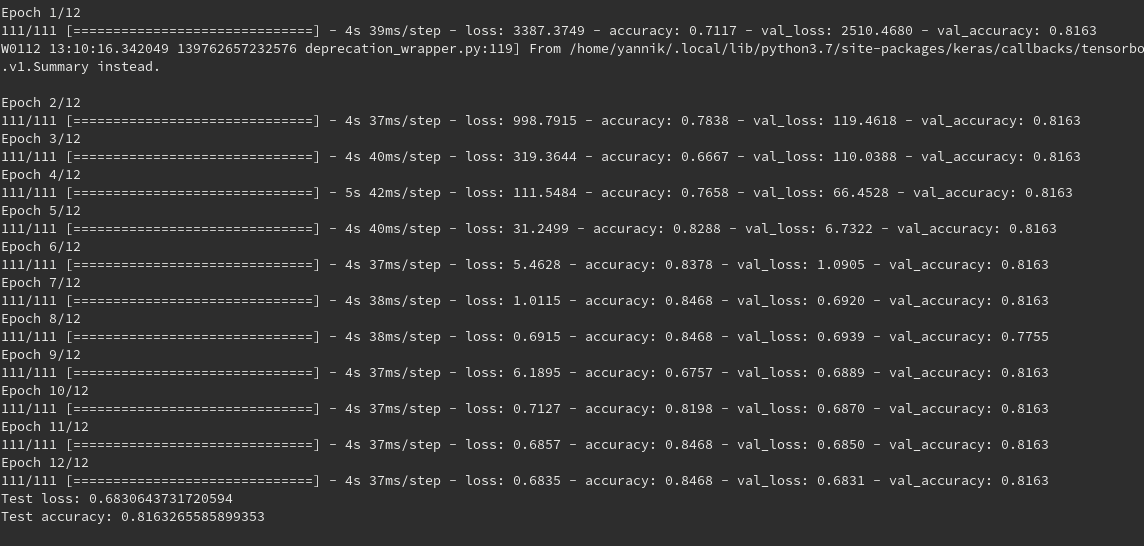 Epoch 1/12
111/111 [==============================] - 4s 39ms/step - loss: 3387.3749 - accuracy: 0.7117 - val_loss: 2510.4680 - val_accuracy: 0.8163
W0112 13:10:16.342049 139762657232576 deprecation_wrapper.py:119] From /home/yannik/.local/lib/python3.7/site-packages/keras/callbacks/tensorbo
.v1.Summary instead.
Epoch 2/12
111/111 [==============================] - 4s 37ms/step - loss: 998.7915 - accuracy: 0.7838 - val_loss: 119.4618 - val_accuracy: 0.8163
Epoch 3/12
111/111 [==============================] - 4s 40ms/step - loss: 319.3644 - accuracy: 0.6667 - val_loss: 110.0388 - val_accuracy: 0.8163
Epoch 4/12
111/111 [==============================] - 5s 42ms/step - loss: 111.5484 - accuracy: 0.7658 - val_loss: 66.4528 - val_accuracy: 0.8163
Epoch 5/12
111/111 [==============================] - 4s 40ms/step - loss: 31.2499 - accuracy: 0.8288 - val_loss: 6.7322 - val_accuracy: 0.8163
Epoch 6/12
111/111 [==============================] - 4s 37ms/step - loss: 5.4628 - accuracy: 0.8378 - val_loss: 1.0905 - val_accuracy: 0.8163
Epoch 7/12
111/111 [==============================] - 4s 38ms/step - loss: 1.0115 - accuracy: 0.8468 - val_loss: 0.6920 - val_accuracy: 0.8163
Epoch 8/12
111/111 [==============================] - 4s 38ms/step - loss: 0.6915 - accuracy: 0.8468 - val_loss: 0.6939 - val_accuracy: 0.7755
Epoch 9/12
111/111 [==============================] - 4s 37ms/step - loss: 6.1895 - accuracy: 0.6757 - val_loss: 0.6889 - val_accuracy: 0.8163
Epoch 10/12
111/111 [==============================] - 4s 37ms/step - loss: 0.7127 - accuracy: 0.8198 - val_loss: 0.6870 - val_accuracy: 0.8163
Epoch 11/12
111/111 [==============================] - 4s 37ms/step - loss: 0.6857 - accuracy: 0.8468 - val_loss: 0.6850 - val_accuracy: 0.8163
Epoch 12/12
111/111 [==============================] - 4s 37ms/step - loss: 0.6835 - accuracy: 0.8468 - val_loss: 0.6831 - val_accuracy: 0.8163
Test loss: 0.6830643731720594
Test accuracy: 0.8163265585899353